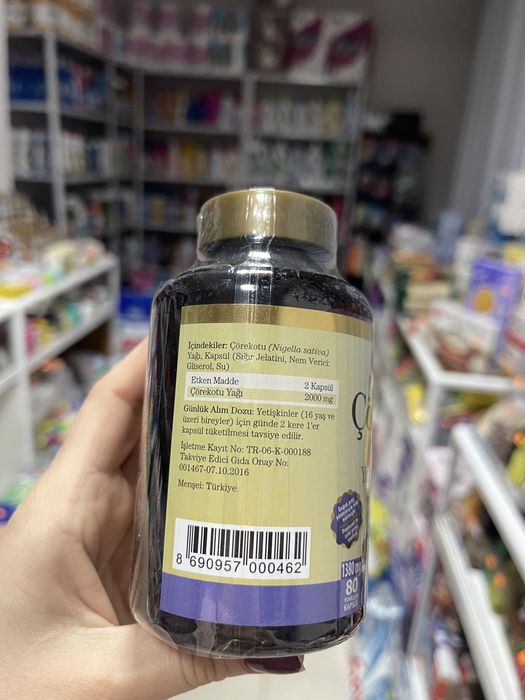 İçindekiler: Çörekotu (Nigella sativa)
Yağı, Kapsül (Sığır Jelatini, Nem Verici:
Gliserol, Su)
Etken Madde 2 Kapsül
Çörekotu Yağı 2000 mg
Günlük Alım Dozu: Yetişkinler (16 yaş ve
üzeri bireyler) için günde 2 kere 1'er
kapsül tüketilmesi tavsiye edilir.
İşletme Kayıt No: TR-06-K-000188
Takviye Edici Gıda Onay No:
001467-07.10.2016
Menşei: Türkiye
8 690957 000462
1380 mg
80